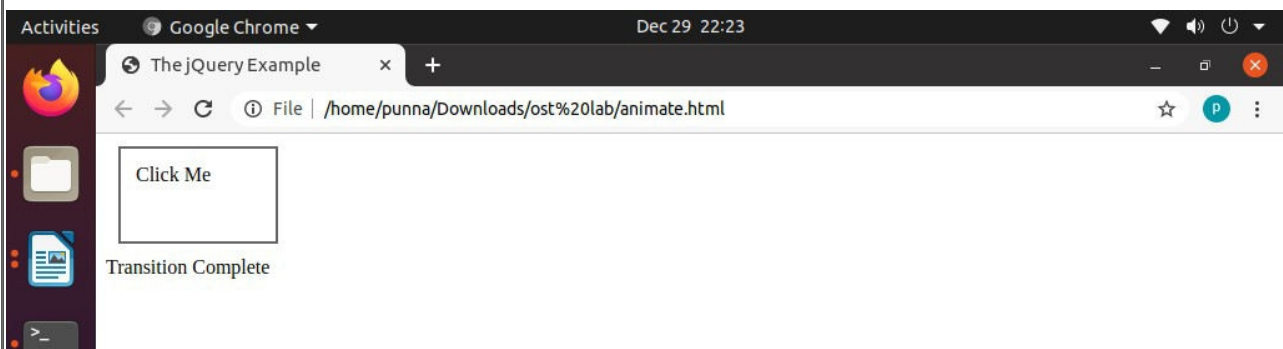 Activities Google Chrome Dec 29 22:23
The jQuery Example
File /home/punna/Downloads/ost%20lab/animate.html P
Click Me
Transition Complete
>_